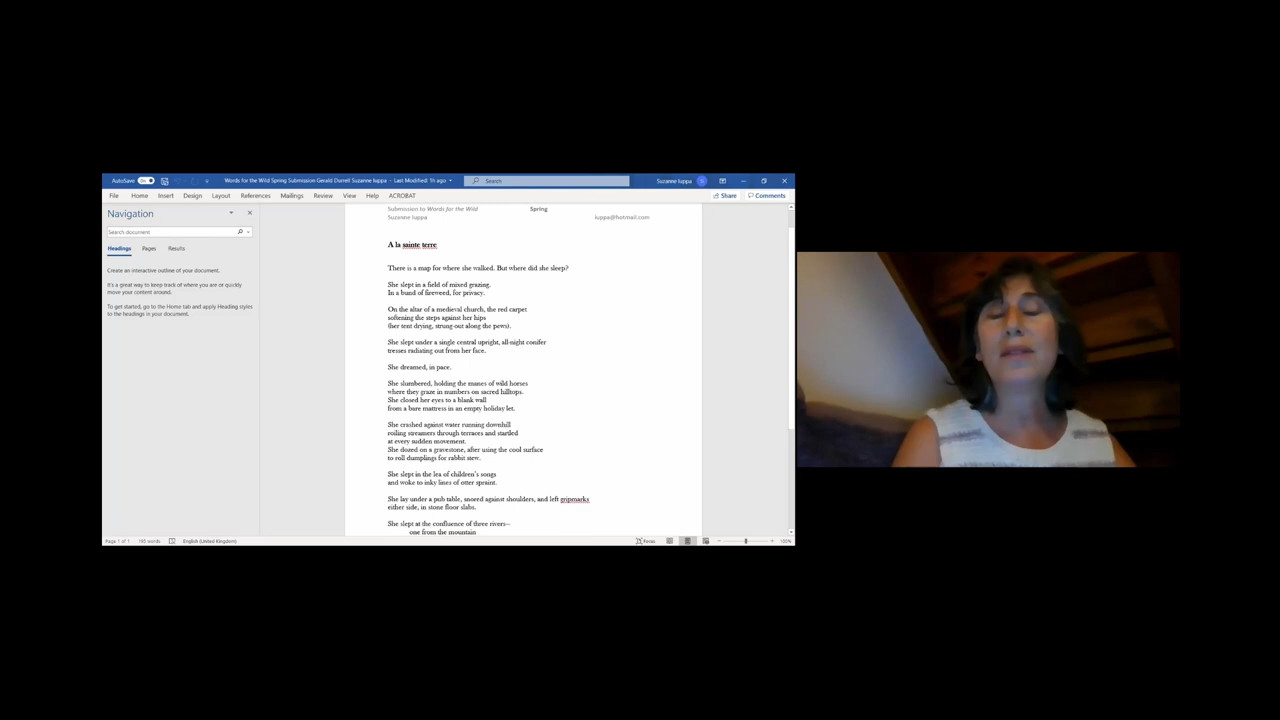 AutoSave On
Words for the Wild Spring Submission Gerald Durrell Suzanne Iuppa - Last Modified: 1h ago
Search
Suzanne Iuppa
File Home Insert Design Layout References Mailings Review View Help ACROBAT
Share Comments
Navigation
Search document
Headings Pages Results
Create an interactive outline of your document.
It's a great way to keep track of where you are or quickly
move your content around.
To get started, go to the Home tab and apply Heading styles
to the headings in your document.
Submission to Words for the Wild Spring
Suzanne Iuppa iuppa@hotmail.com
A la sainte terre
There is a map for where she walked. But where did she sleep?
She slept in a field of mixed grazing.
In a bund of fireweed, for privacy.
On the altar of a medieval church, the red carpet
softening the steps against her hips
(her tent drying, strung-out along the pews).
She slept under a single central upright, all-night conifer
tresses radiating out from her face.
She dreamed, in pace.
She slumbered, holding the manes of wild horses
where they graze in numbers on sacred hilltops.
She closed her eyes to a blank wall
from a bare mattress in an empty holiday let.
She crashed against water running downhill
roiling streamers through terraces and startled
at every sudden movement.
She dozed on a gravestone, after using the cool surface
to roll dumplings for rabbit stew.
She slept in the lea of children's songs
and woke to inky lines of otter spraint.
She lay under a pub table, snored against shoulders, and left gripmarks
either side, in stone floor slabs.
She slept at the confluence of three rivers–
one from the mountain
Page 1 of 1 185 words English (United Kingdom)
Focus
100%